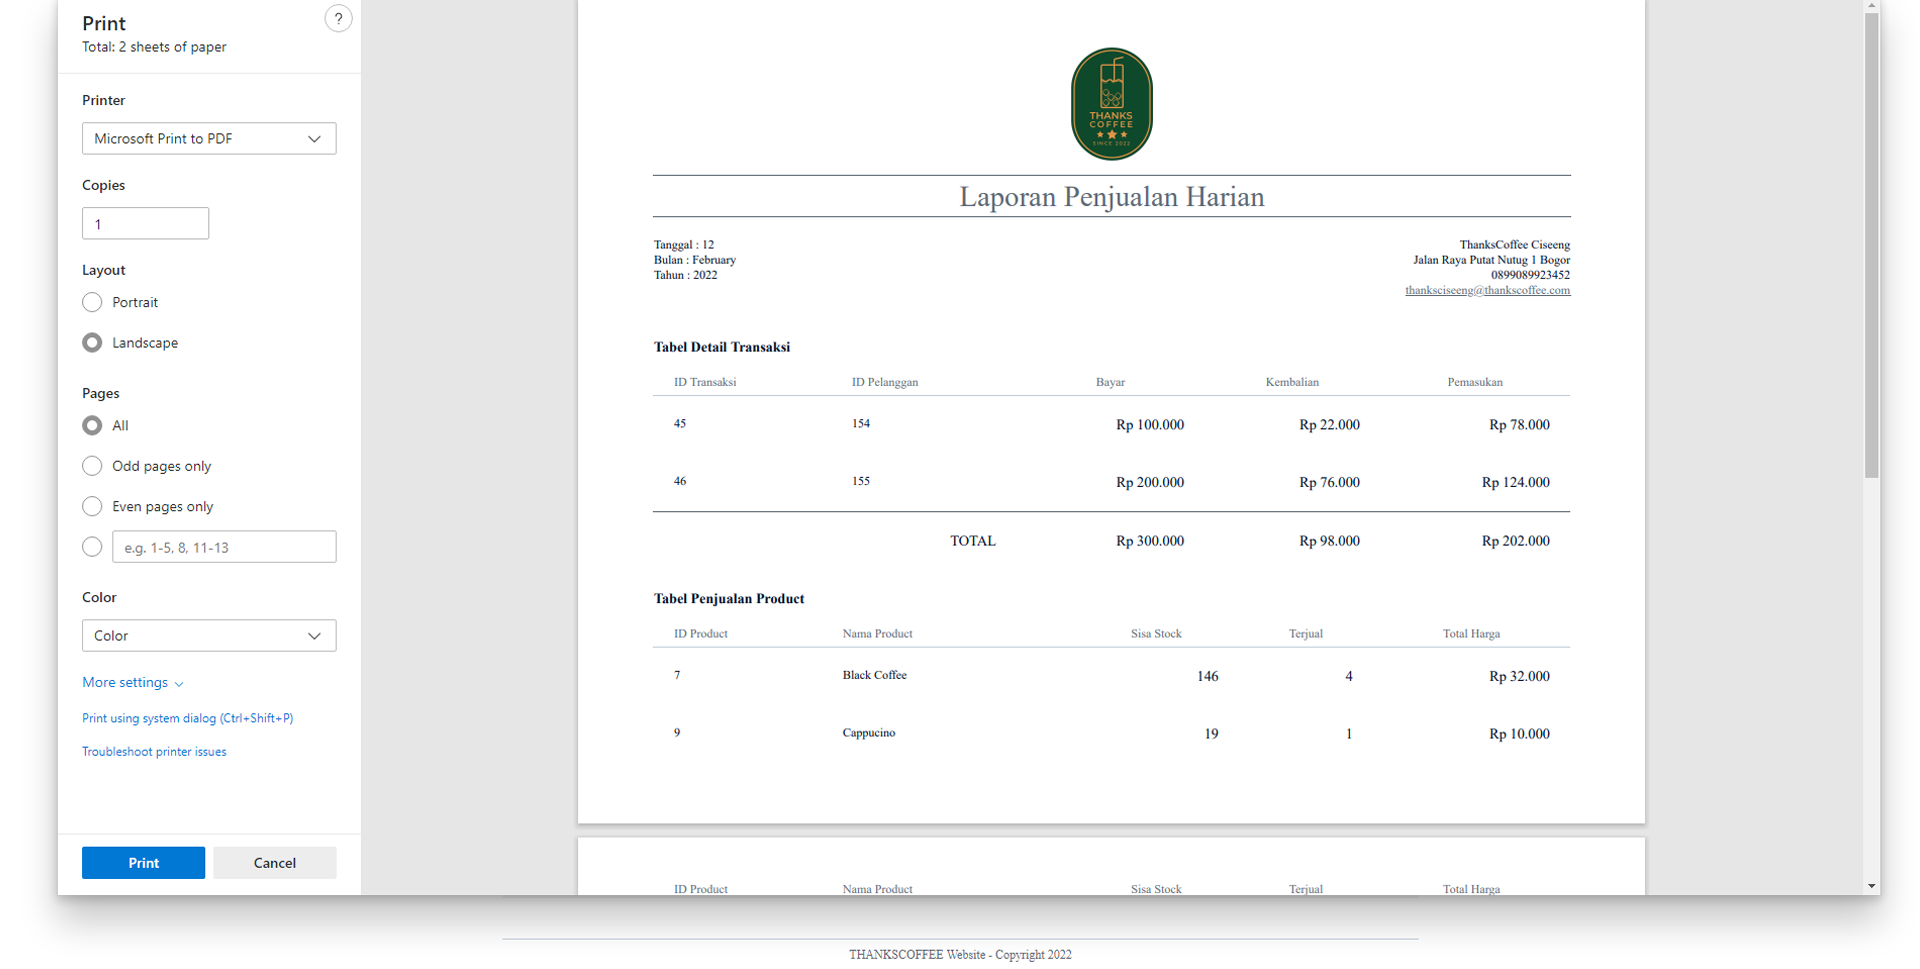 Print
?
Total: 2 sheets of paper
Printer
Microsoft Print to PDF
Copies
1
Layout
Portrait
Landscape
Pages
All
Odd pages only
Even pages only
e.g. 1-5, 8, 11-13
Color
Color
More settings
Print using system dialog (Ctrl+Shift+P)
Troubleshoot printer issues
Print Cancel
THANKS
COFFEE
SINCE 2022
Laporan Penjualan Harian
Tanggal : 12
Bulan : February
Tahun : 2022
ThanksCoffee Ciseeng
Jalan Raya Putat Nutug 1 Bogor
0899089923452
thanksciseeng@thankscoffee.com
Tabel Detail Transaksi
ID Transaksi ID Pelanggan Bayar Kembalian Pemasukan
45 154 Rp 100.000 Rp 22.000 Rp 78.000
46 155 Rp 200.000 Rp 76.000 Rp 124.000
TOTAL Rp 300.000 Rp 98.000 Rp 202.000
Tabel Penjualan Product
ID Product Nama Product Sisa Stock Terjual Total Harga
7 Black Coffee 146 4 Rp 32.000
9 Cappucino 19 1 Rp 10.000
ID Product Nama Product Sisa Stock Terjual Total Harga
THANKSCOFFEE Website - Copyright 2022